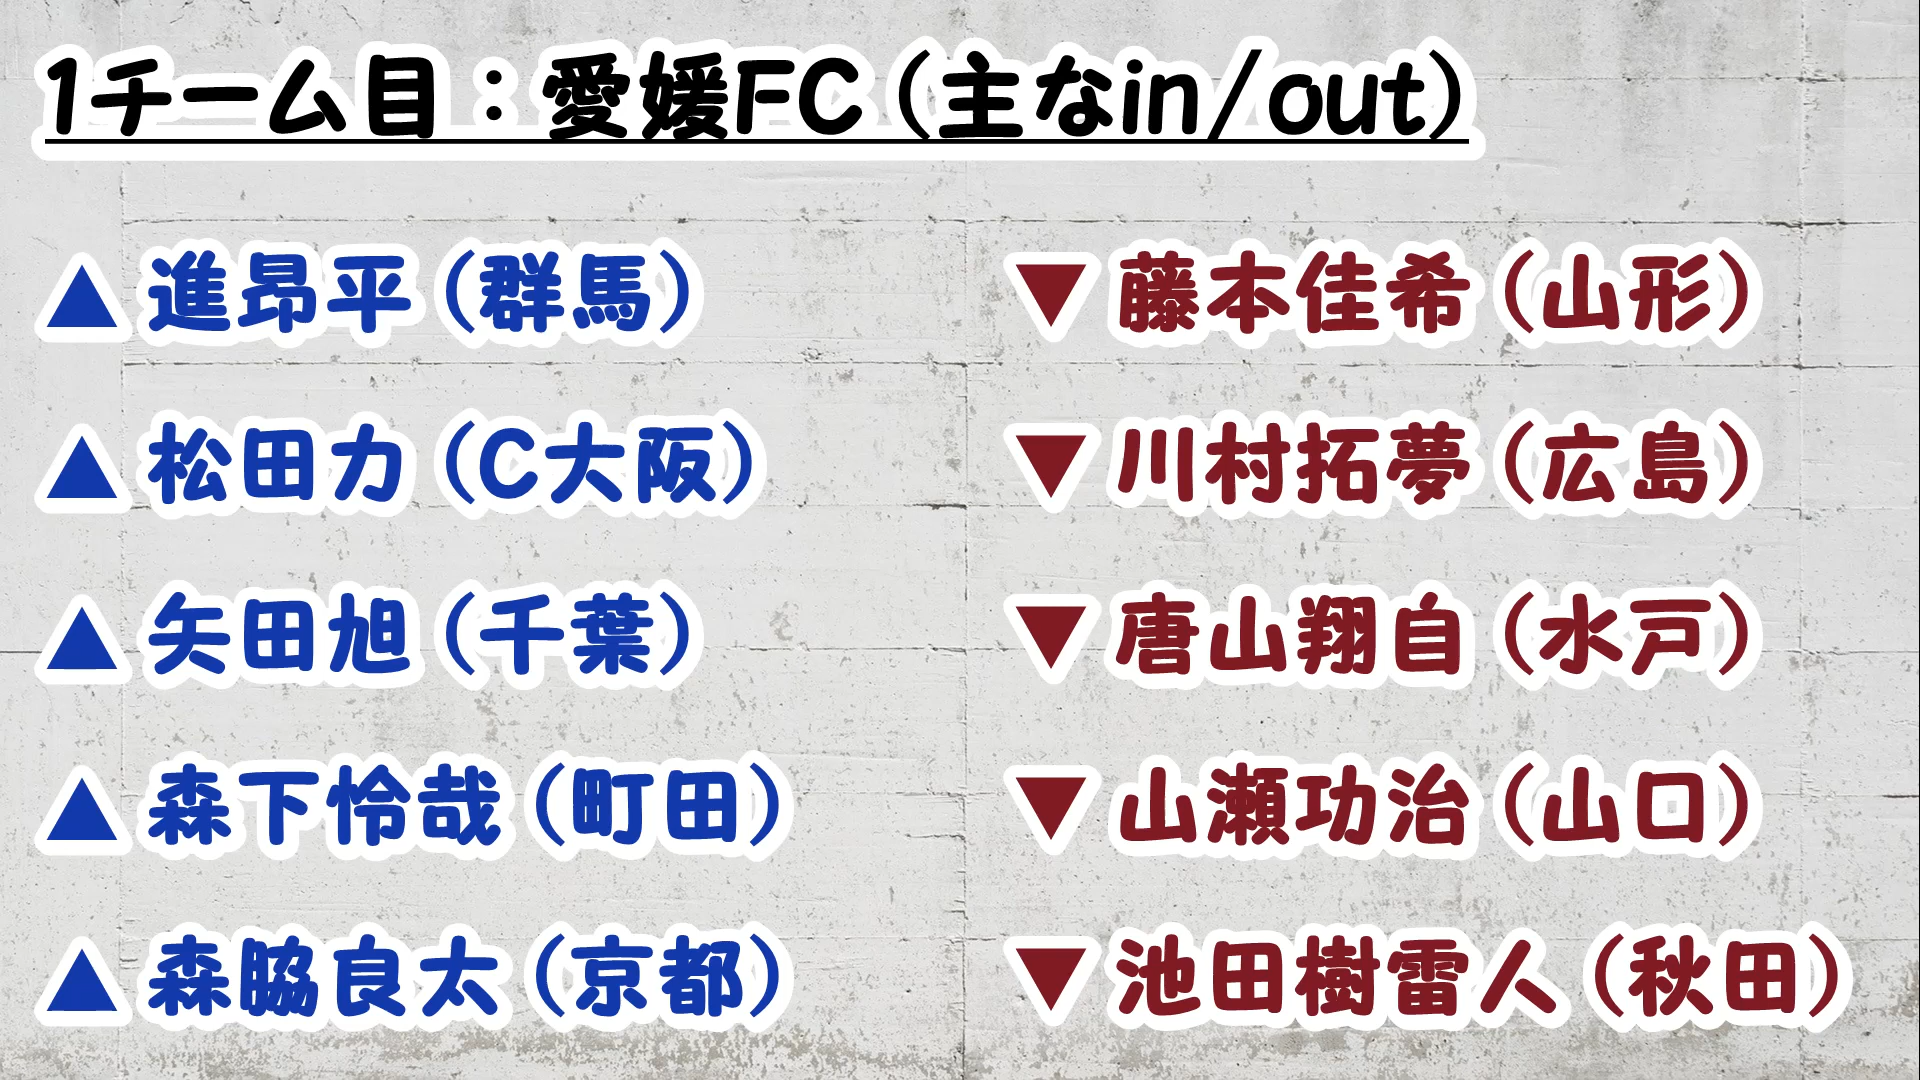 1チーム目：愛媛FC（主なin/out）
▲ 進昂平（群馬）
▲ 松田力（C大阪）
▲ 矢田旭（千葉）
▲ 森下怜哉（町田）
▲ 森脇良太（京都）
▼ 藤本佳希（山形）
▼ 川村拓夢（広島）
▼ 唐山翔自（水戸）
▼ 山瀬功治（山口）
▼ 池田樹雷人（秋田）